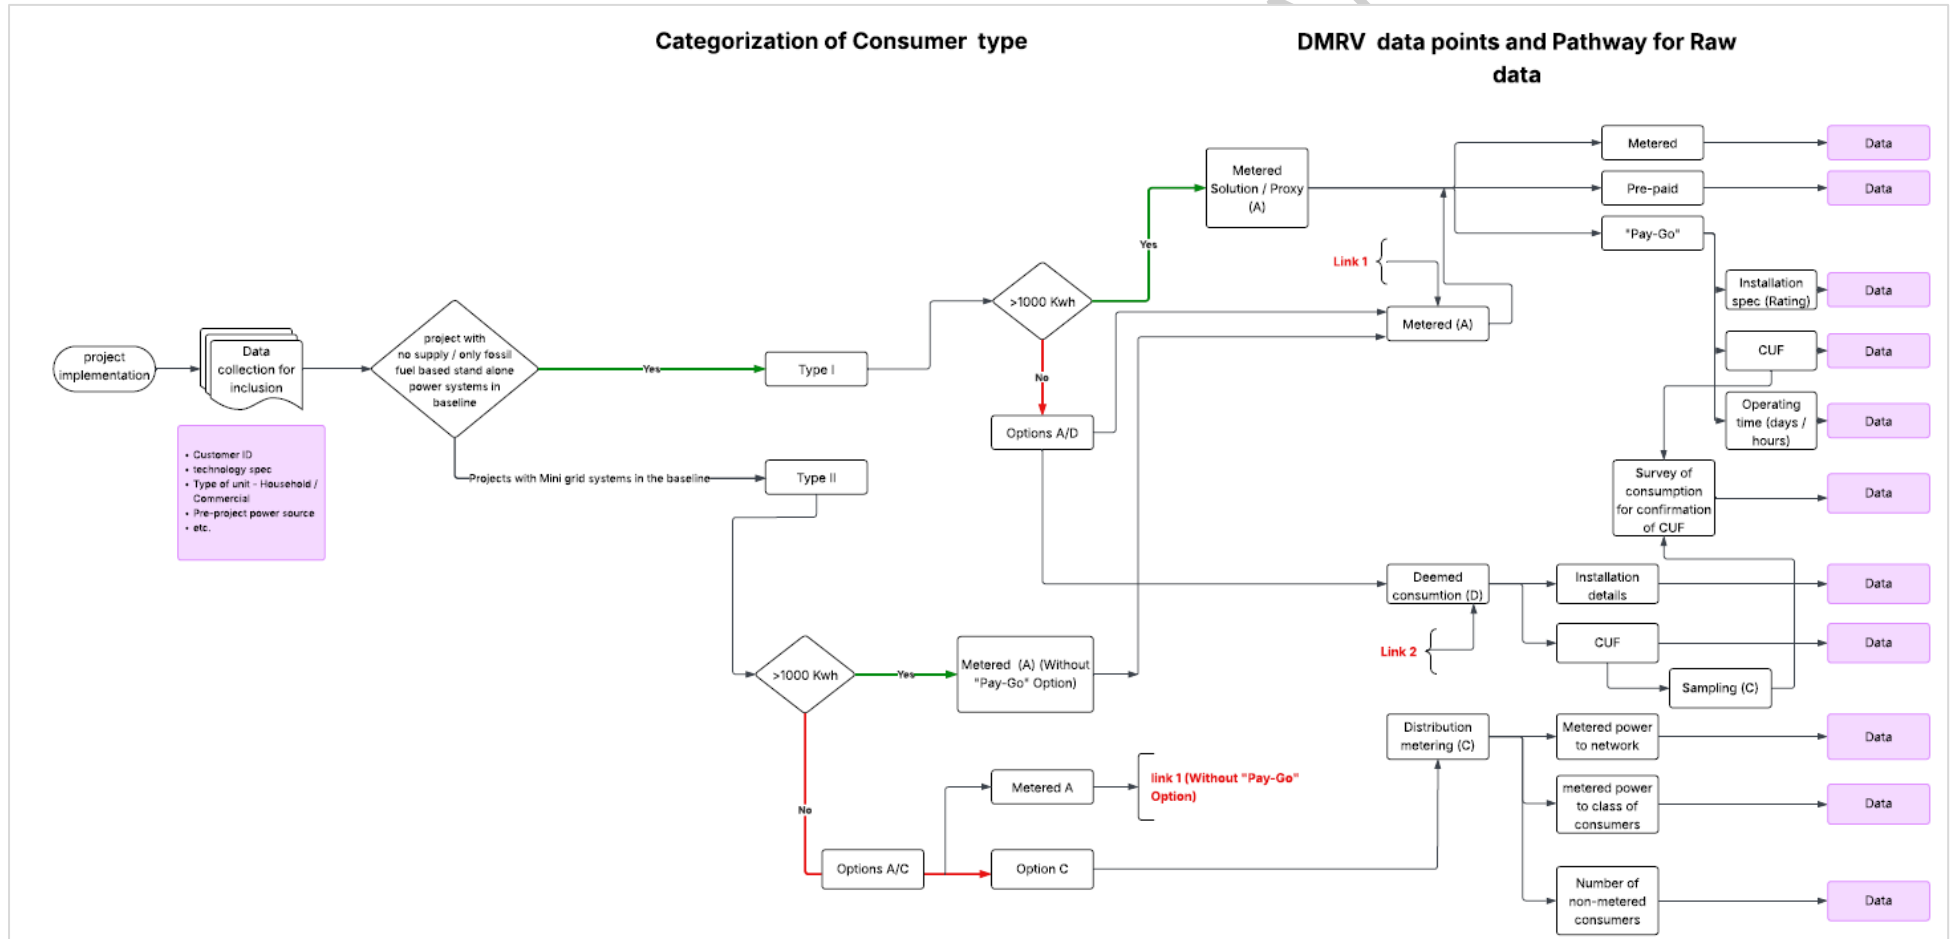 Categorization of Consumer type
DMRV data points and Pathway for Raw
data
project
implementation
Data
collection for
inclusion
• Customer ID
• technology spec
• Type of unit - Household /
Commercial
• Pre-project power source
• etc.
project with
no supply / only fossil
fuel based stand alone
power systems in
baseline
Yes
Type I
Projects with Mini grid systems in the baseline
Type II
>1000 Kwh
Yes
No
Options A/D
Metered
Solution / Proxy
(A)
Link 1
Metered (A)
Metered
Data
Pre-paid
Data
"Pay-Go"
Installation
spec (Rating)
Data
CUF
Data
Operating
time (days /
hours)
Data
Survey of
consumption
for confirmation
of CUF
Data
Deemed
consumtion (D)
Link 2
Installation
details
Data
CUF
Data
Sampling (C)
>1000 Kwh
Yes
Metered (A) (Without
"Pay-Go" Option)
No
Options A/C
Metered A
link 1 (Without "Pay-Go"
Option)
Option C
Distribution
metering (C)
Metered power
to network
Data
metered power
to class of
consumers
Data
Number of
non-metered
consumers
Data